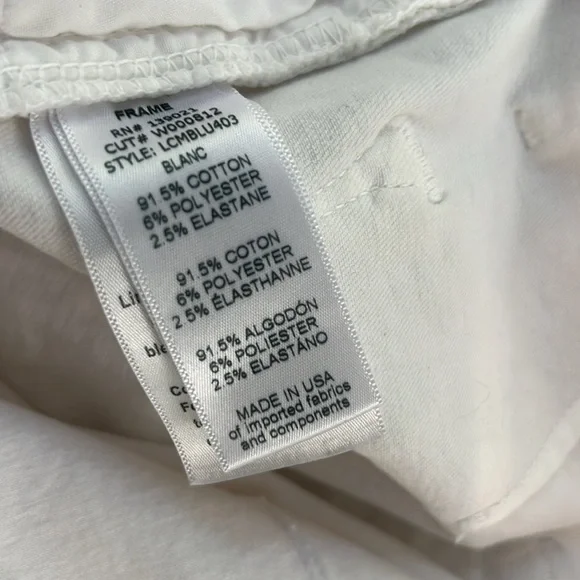 FRAME
RN# 139021
CUT# W000812
STYLE: LCMBLU403
BLANC
91.5% COTTON
6% POLYESTER
2.5% ELASTANE
91.5% COTON
6% POLYESTER
2.5% ÉLASTHANNE
91.5% ALGODÓN
6% POLIESTER
2.5% ELASTANO
MADE IN USA
of imported fabrics
and components